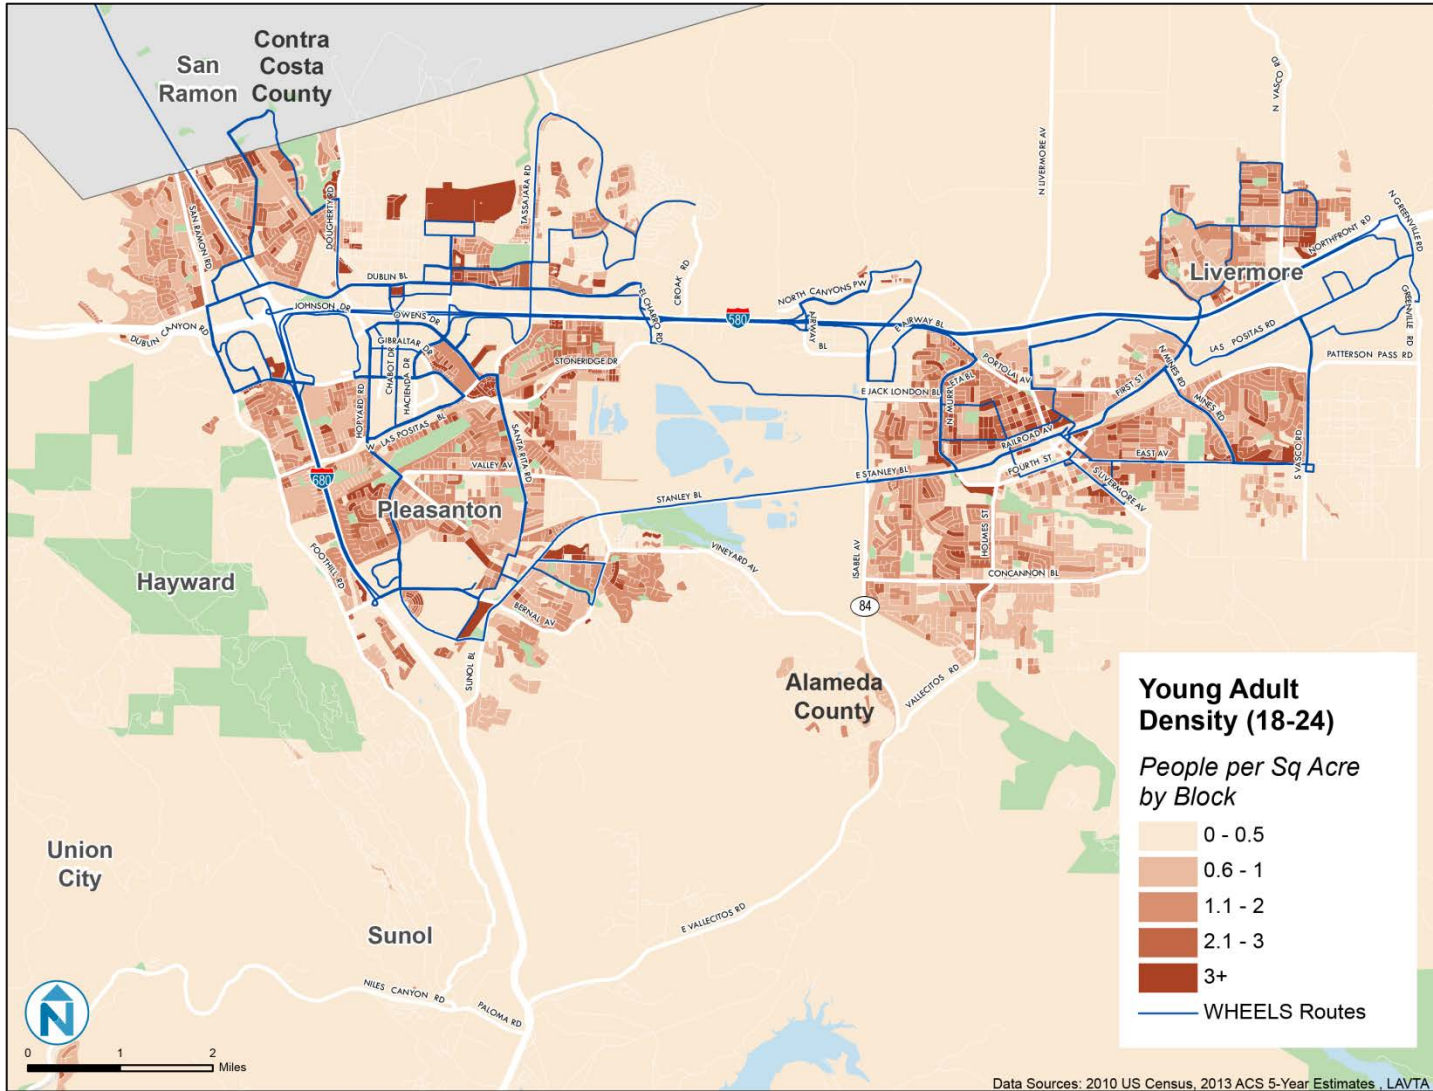 Contra
Costa
County
San
Ramon
N VASCO RD
N LIVERMORE AV
TASSAJARA RD
DOUGHERTY RD
SAN RAMON RD
N GREENVILLE RD
NORTHFRONT RD
Livermore
CROAK RD
DUBLIN BL
NORTH CANYONS PW
EL CHARRO RD
JOHNSON DR
OWENS DR
580
AIRWAY
BL
E AIRWAY BL
GREENVILLE RD
DUBLIN CANYON RD
GIBRALTAR DR
LAS POSITAS RD
PATTERSON PASS RD
STONERIDGE DR
CHABOT DR
HACIENDA DR
PORTOLA AV
N MINES RD
FIRST ST
E JACK LONDON BL
HOPYARD RD
W LAS POSITAS BL
SANTA RITA RD
MINES RD
RAILROAD AV
EAST AV
S VASCO RD
VALLEY AV
E STANLEY BL
FOURTH ST
680
S LIVERMORE AV
STANLEY BL
Pleasanton
HOLMES ST
VINEYARD AV
ISABEL AV
FOOTHILL RD
Hayward
CONCANNON BL
84
BERNAL AV
SUNOL BL
Alameda
County
VALLECITOS RD
Young Adult
Density (18-24)
People per Sq Acre
by Block
0 - 0.5
0.6 - 1
1.1 - 2
2.1 - 3
3+
WHEELS Routes
Union
City
Sunol
E VALLECITOS RD
NILES CANYON RD
PALOMA RD
N
0 1 2
Miles
Data Sources: 2010 US Census, 2013 ACS 5-Year Estimates , LAVTA